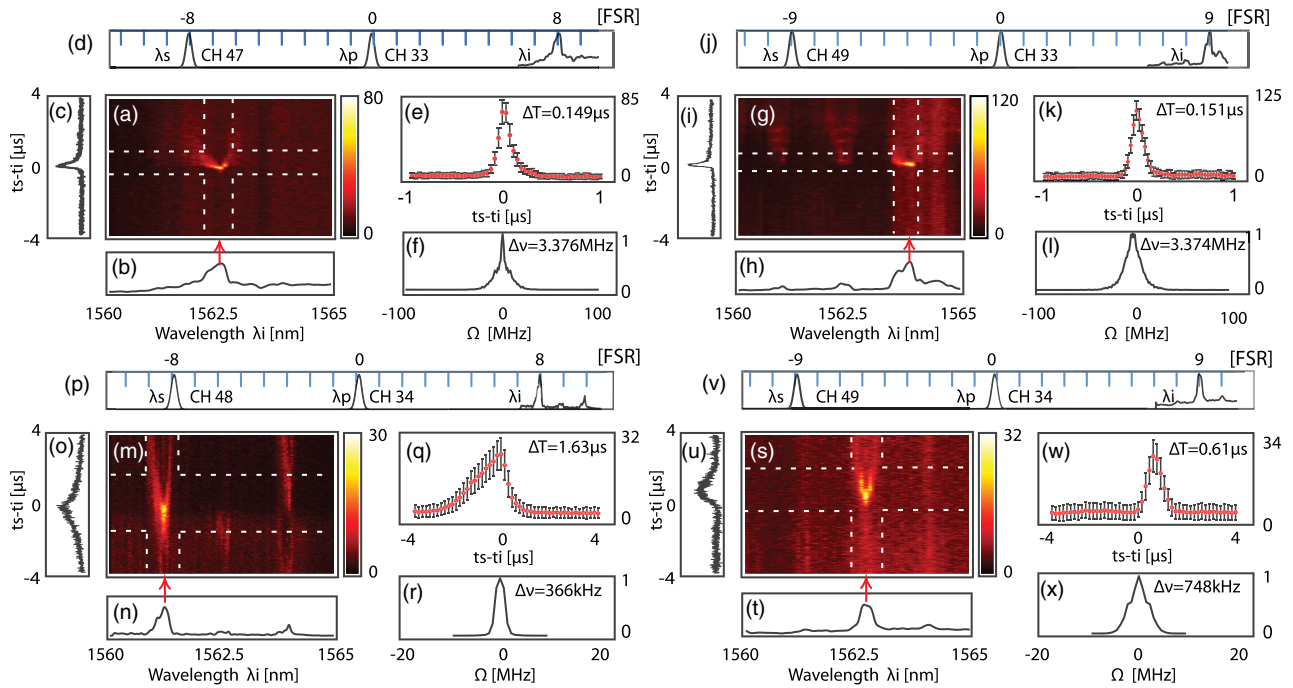 -8 0 8 [FSR]
(d) λs CH 47 λp CH 33 λi
4 (c) (a) 80 (e) ΔT=0.149µs 85
ts-ti [µs] 0
-4 0 0
-1 0 1
ts-ti [µs]
(b) (f) Δν=3.376MHz 1
0
1560 1562.5 1565 -100 0 100
Wavelength λi [nm] Ω [MHz]
-9 0 9 [FSR]
(j) λs CH 49 λp CH 33 λi
4 (i) (g) 120 (k) ΔT=0.151µs 125
ts-ti [µs] 0
-4 0 0
-1 0 1
ts-ti [µs]
(h) (l) Δν=3.374MHz 1
0
1560 1562.5 1565 -100 0 100
Wavelength λi [nm] Ω [MHz]
-8 0 8 [FSR]
(p) λs CH 48 λp CH 34 λi
4 (o) (m) 30 (q) ΔT=1.63µs 32
ts-ti [µs] 0
-4 0 0
-4 0 4
ts-ti [µs]
(n) (r) Δν=366kHz 1
0
1560 1562.5 1565 -20 0 20
Wavelength λi [nm] Ω [MHz]
-9 0 9 [FSR]
(v) λs CH 49 λp CH 34 λi
4 (u) (s) 32 (w) ΔT=0.61µs 34
ts-ti [µs] 0
-4 0 0
-4 0 4
ts-ti [µs]
(t) (x) Δν=748kHz 1
0
1560 1562.5 1565 -20 0 20
Wavelength λi [nm] Ω [MHz]